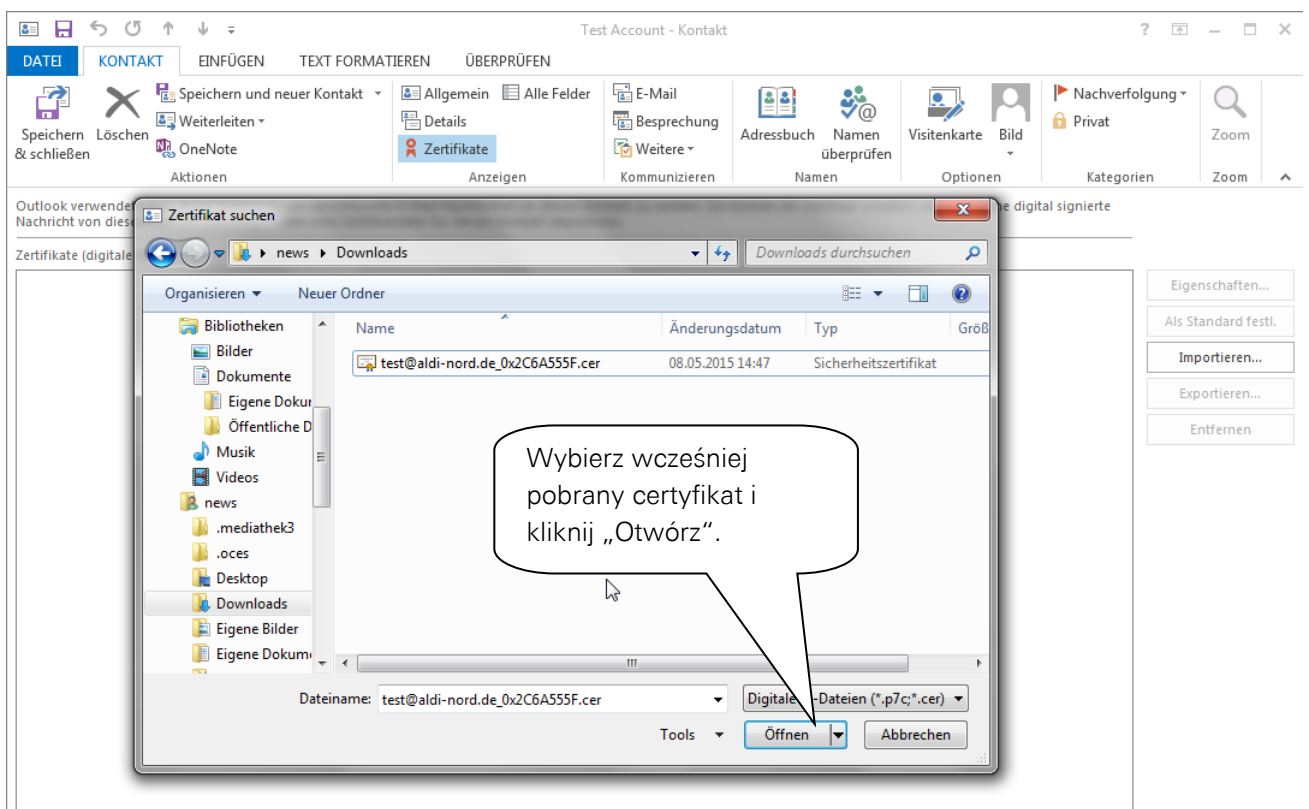 Test Account - Kontakt
DATEI KONTAKT EINFÜGEN TEXT FORMATIEREN ÜBERPRÜFEN
Speichern & schließen
Löschen
Speichern und neuer Kontakt
Weiterleiten
OneNote
Aktionen
Allgemein
Alle Felder
Details
Zertifikate
Anzeigen
E-Mail
Besprechung
Weitere
Kommunizieren
Adressbuch
Namen überprüfen
Namen
Visitenkarte
Bild
Optionen
Nachverfolgung
Privat
Kategorien
Zoom
Zoom
Outlook verwendet
digital signierte
Nachricht von
Zertifikate (digitale
Zertifikat suchen
news Downloads
Downloads durchsuchen
Organisieren Neuer Ordner
Bibliotheken
Bilder
Dokumente
Eigene Dokur
Öffentliche D
Musik
Videos
news
.mediathek3
.oces
Desktop
Downloads
Eigene Bilder
Eigene Dokum
Name Änderungsdatum Typ Größ
test@aldi-nord.de_0x2C6A555F.cer 08.05.2015 14:47 Sicherheitszertifikat
Wybierz wcześniej
pobrany certyfikat i
kliknij „Otwórz“.
Dateiname: test@aldi-nord.de_0x2C6A555F.cer
Digitale -Dateien (*.p7c;*.cer)
Tools Öffnen Abbrechen
Eigenschaften...
Als Standard festl.
Importieren...
Exportieren...
Entfernen